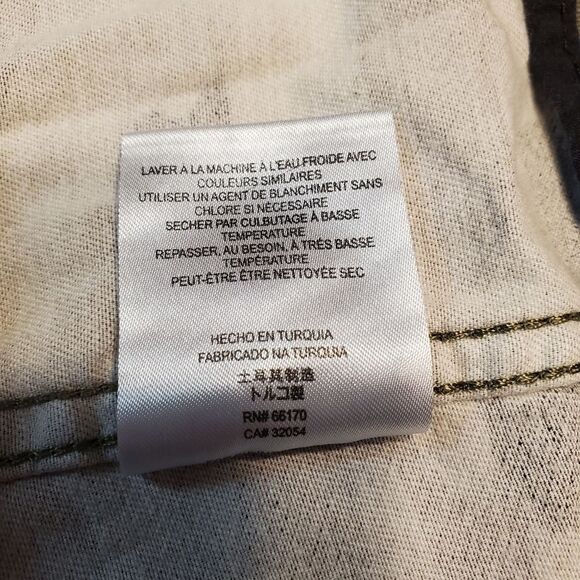 LAVER À LA MACHINE À L'EAU FROIDE AVEC
COULEURS SIMILAIRES
UTILISER UN AGENT DE BLANCHIMENT SANS
CHLORE SI NÉCESSAIRE
SECHER PAR CULBUTAGE À BASSE
TEMPERATURE
REPASSER, AU BESOIN, À TRÈS BASSE
TEMPÉRATURE
PEUT-ÊTRE ÊTRE NETTOYÉE SEC
HECHO EN TURQUIA
FABRICADO NA TURQUIA
土耳其制造
トルコ製
RN# 66170
CA# 32054